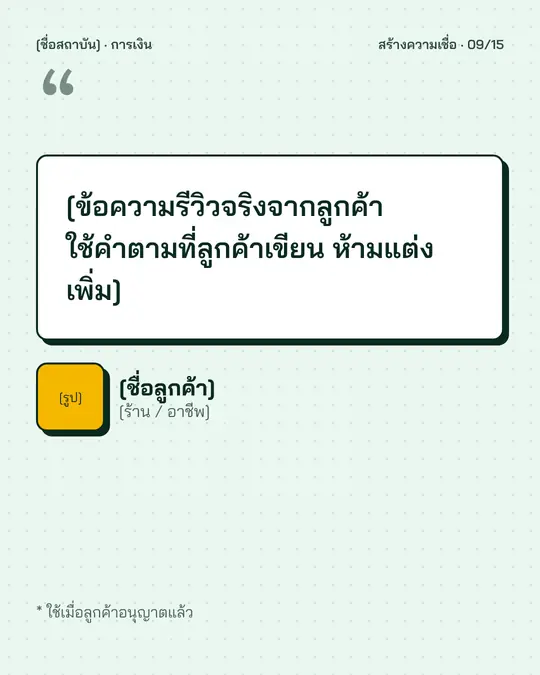 [ชื่อสถาบัน] · การเงิน
สร้างความเชื่อ · 09/15
“
[ข้อความรีวิวจริงจากลูกค้า
ใช้คำตามที่ลูกค้าเขียน ห้ามแต่ง
เพิ่ม]
[รูป]
[ชื่อลูกค้า]
[ร้าน / อาชีพ]
* ใช้เมื่อลูกค้าอนุญาตแล้ว